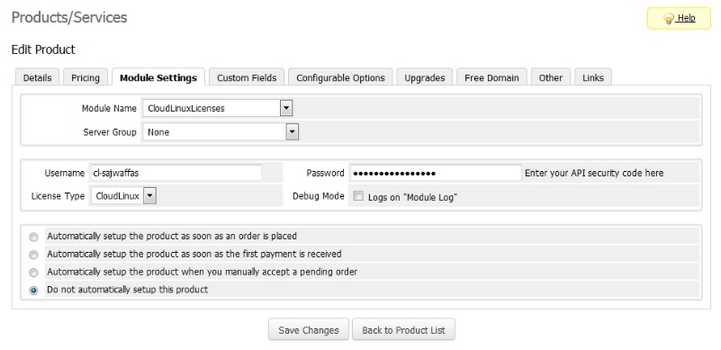 Products/Services
Help
Edit Product
Details Pricing Module Settings Custom Fields Configurable Options Upgrades Free Domain Other Links
Module Name CloudLinuxLicenses
Server Group None
Username cl-sajwaffas Password •••••••••••••••• Enter your API security code here
License Type CloudLinux Debug Mode Logs on "Module Log"
Automatically setup the product as soon as an order is placed
Automatically setup the product as soon as the first payment is received
Automatically setup the product when you manually accept a pending order
Do not automatically setup this product
Save Changes Back to Product List